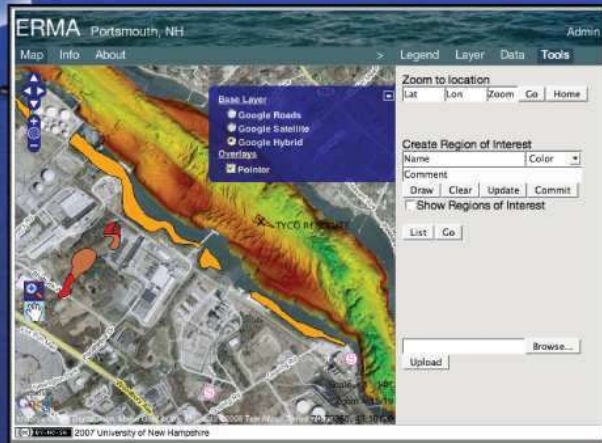 ERMA Portsmouth, NH
Admin
Map Info About > Legend Layer Data Tools
Base Layer
Google Roads
Google Satellite
Google Hybrid
Overlays
Pointer
Zoom to location
Lat Lon Zoom Go Home
Create Region of Interest
Name Color
Comment
Draw Clear Update Commit
Show Regions of Interest
List Go
Browse...
Upload
Google
2007 University of New Hampshire